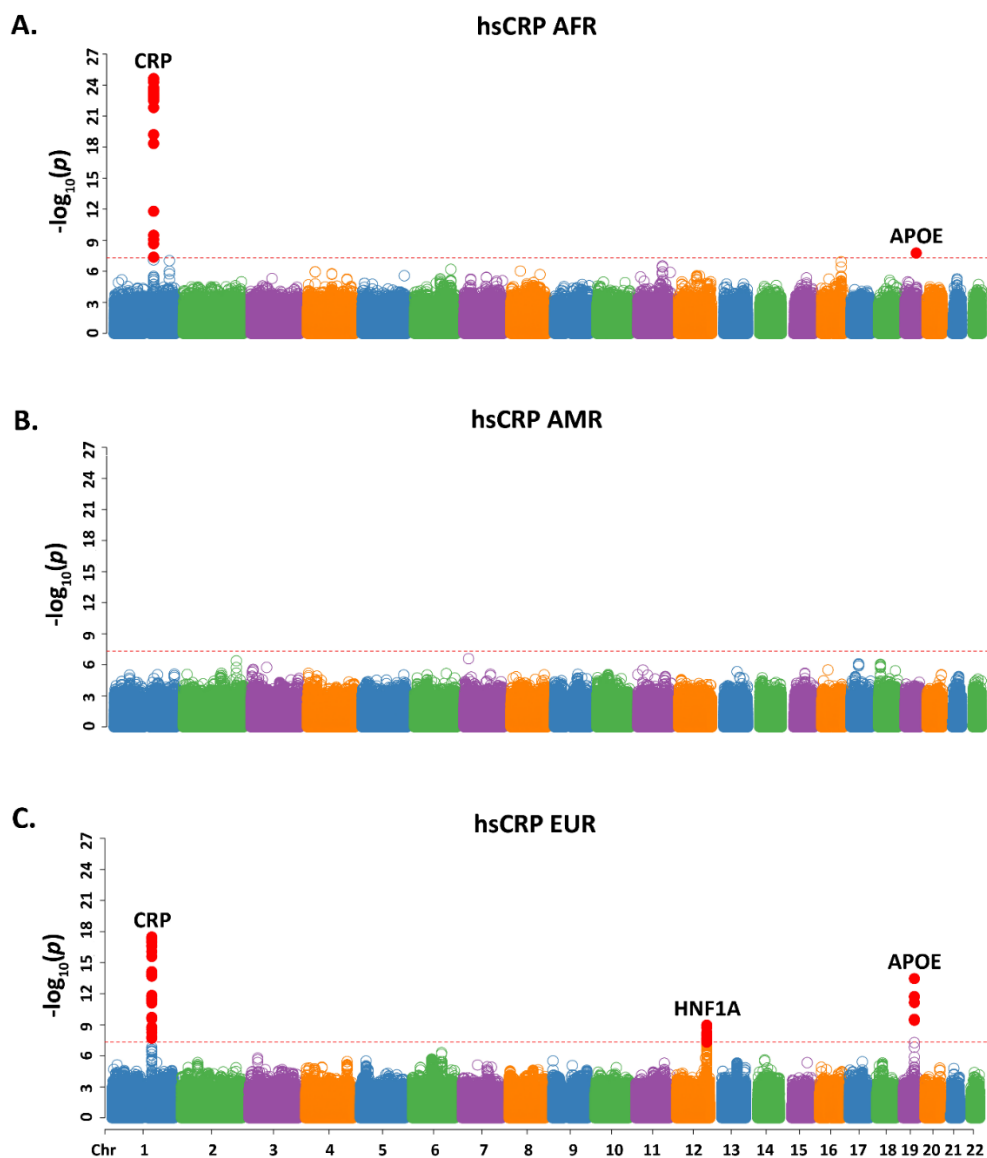 A.
hsCRP AFR
CRP
APOE
-log10(p)
27
24
21
18
15
12
9
6
3
0
B.
hsCRP AMR
-log10(p)
27
24
21
18
15
12
9
6
3
0
C.
hsCRP EUR
CRP
APOE
HNF1A
-log10(p)
27
24
21
18
15
12
9
6
3
0
Chr 1 2 3 4 5 6 7 8 9 10 11 12 13 14 15 16 17 18 19 20 21 22